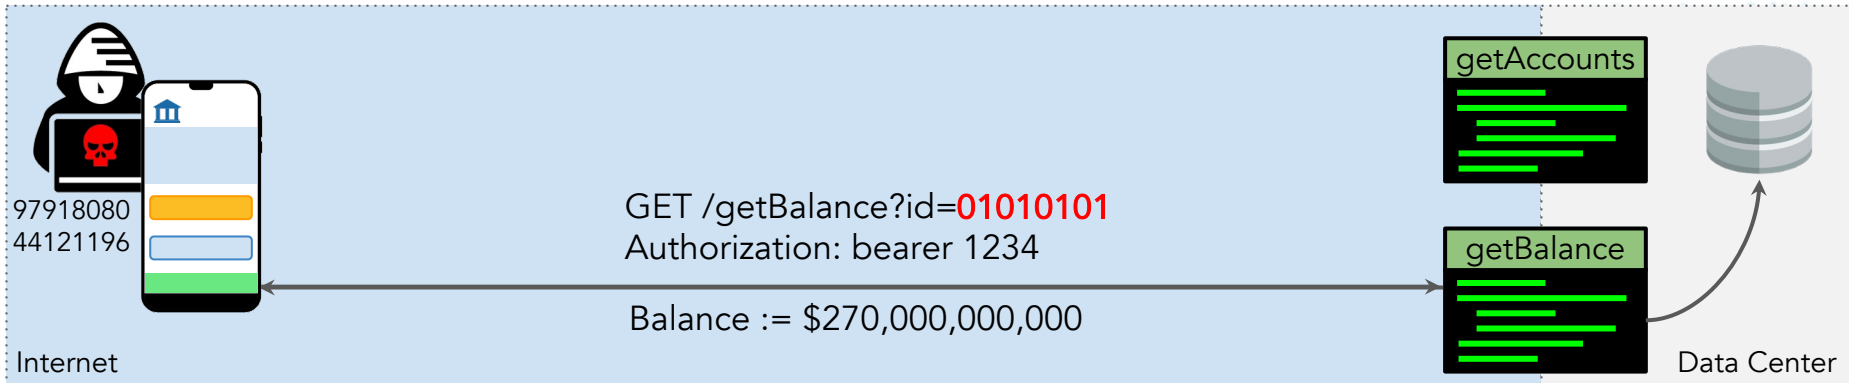 getAccounts
97918080
44121196
GET /getBalance?id=01010101
Authorization: bearer 1234
getBalance
Balance := $270,000,000,000
Internet
Data Center